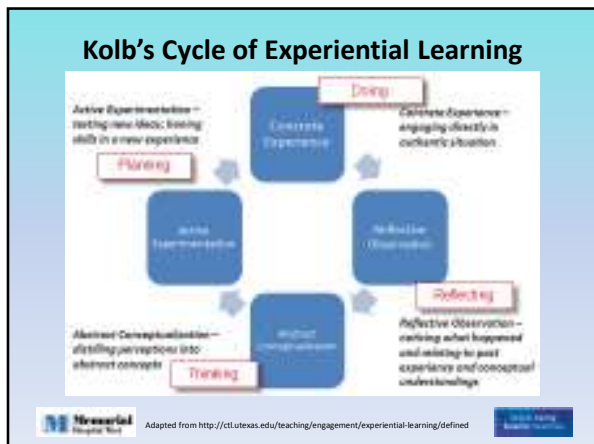 Kolb's Cycle of Experiential Learning
Doing
Active Experimentation –
testing new ideas; honing
skills in a new experience
Concrete
Experience
Concrete Experience –
engaging directly in
authentic situation
Planning
Active
Experimentation
Reflective
Observation
Reflecting
Abstract Conceptualization –
distilling perceptions into
abstract concepts
Abstract
Conceptualization
Thinking
Reflective Observation –
noticing what happened
and relating to past
experience and conceptual
understandings
Memorial
Hospital West
Adapted from http://ctl.utexas.edu/teaching/engagement/experiential-learning/defined